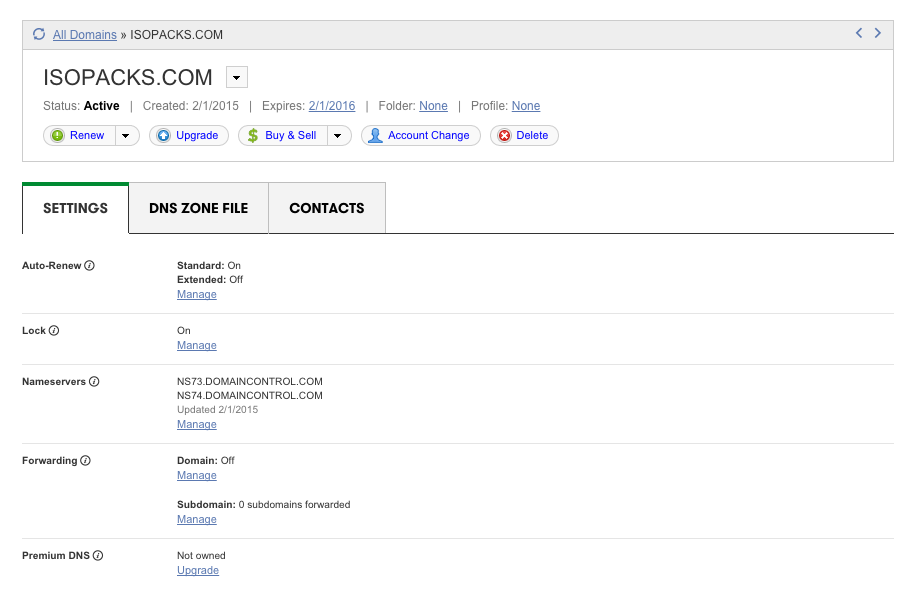 All Domains » ISOPACKS.COM
ISOPACKS.COM
Status: Active | Created: 2/1/2015 | Expires: 2/1/2016 | Folder: None | Profile: None
Renew Upgrade Buy & Sell Account Change Delete
SETTINGS DNS ZONE FILE CONTACTS
Auto-Renew Standard: On
Extended: Off
Manage
Lock On
Manage
Nameservers NS73.DOMAINCONTROL.COM
NS74.DOMAINCONTROL.COM
Updated 2/1/2015
Manage
Forwarding Domain: Off
Manage
Subdomain: 0 subdomains forwarded
Manage
Premium DNS Not owned
Upgrade